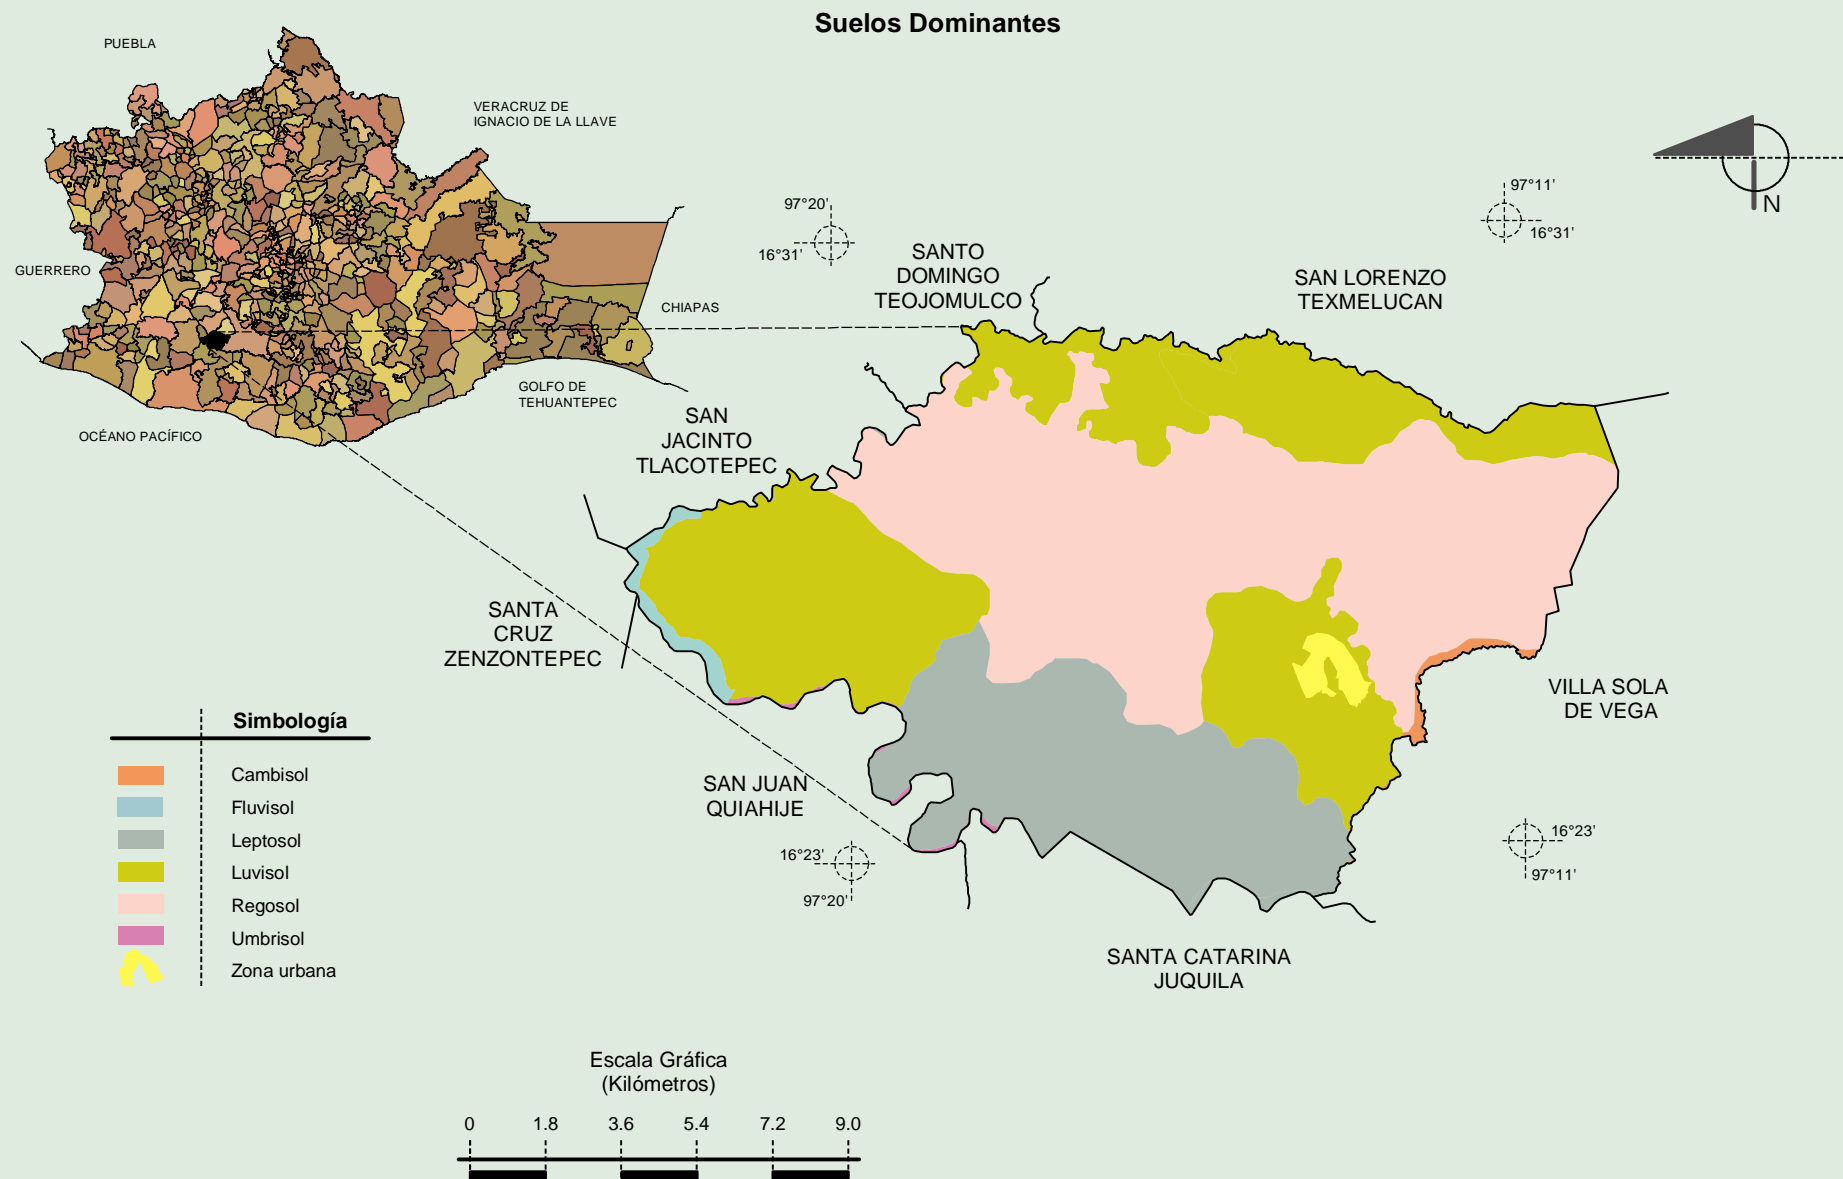 Suelos Dominantes
PUEBLA
VERACRUZ DE
IGNACIO DE LA LLAVE
GUERRERO
CHIAPAS
GOLFO DE
TEHUANTEPEC
OCÉANO PACÍFICO
N
97°20'
16°31'
97°11'
16°31'
SANTO
DOMINGO
TEOJOMULCO
SAN LORENZO
TEXMELUCAN
SAN
JACINTO
TLACOTEPEC
SANTA
CRUZ
ZENZONTEPEC
VILLA SOLA
DE VEGA
SAN JUAN
QUIAHIJE
16°23'
97°20'
16°23'
97°11'
SANTA CATARINA
JUQUILA
Simbología
Cambisol
Fluvisol
Leptosol
Luvisol
Regosol
Umbrisol
Zona urbana
Escala Gráfica
(Kilómetros)
0 1.8 3.6 5.4 7.2 9.0